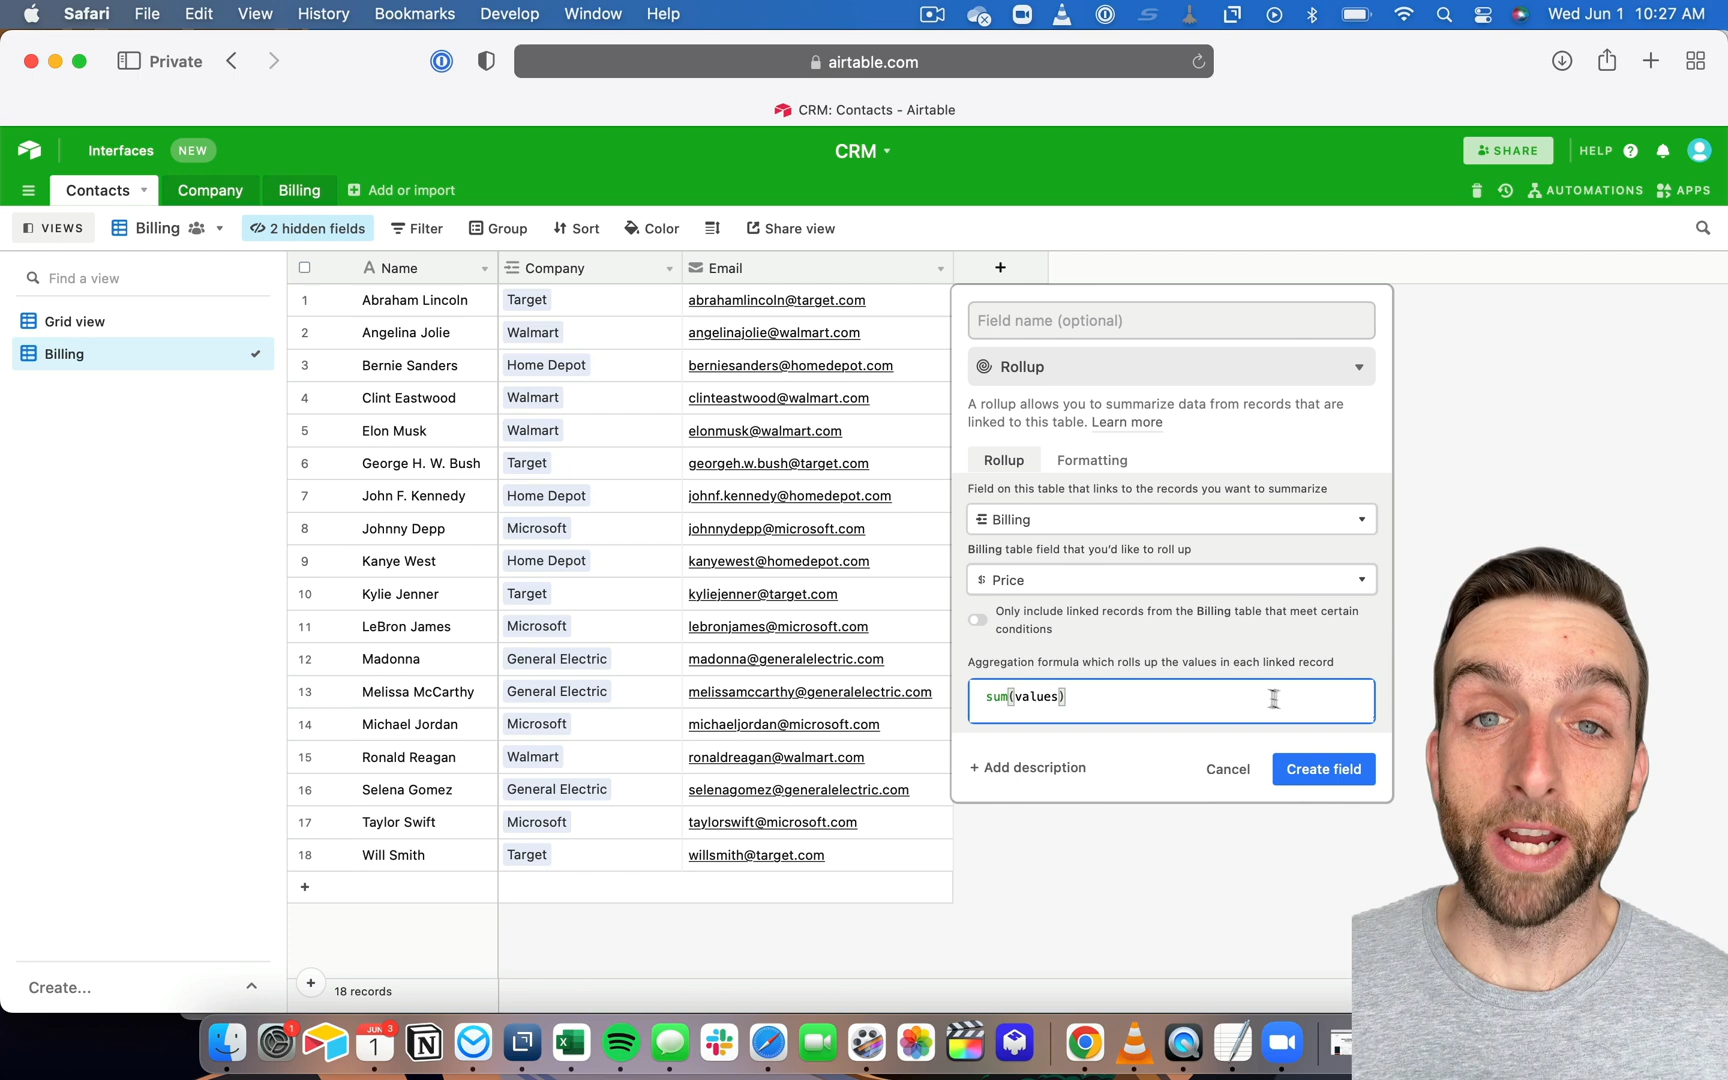 Safari File Edit View History Bookmarks Develop Window Help Wed Jun 1 10:27 AM
Private airtable.com
CRM: Contacts - Airtable
Interfaces NEW CRM SHARE HELP
Contacts Company Billing Add or import AUTOMATIONS APPS
VIEWS Billing 2 hidden fields Filter Group Sort Color Share view
Find a view
Grid view
Billing
Create...
Name Company Email
1 Abraham Lincoln Target abrahamlincoln@target.com
2 Angelina Jolie Walmart angelinajolie@walmart.com
3 Bernie Sanders Home Depot berniesanders@homedepot.com
4 Clint Eastwood Walmart clinteastwood@walmart.com
5 Elon Musk Walmart elonmusk@walmart.com
6 George H. W. Bush Target georgeh.w.bush@target.com
7 John F. Kennedy Home Depot johnf.kennedy@homedepot.com
8 Johnny Depp Microsoft johnnydepp@microsoft.com
9 Kanye West Home Depot kanyewest@homedepot.com
10 Kylie Jenner Target kyliejenner@target.com
11 LeBron James Microsoft lebronjames@microsoft.com
12 Madonna General Electric madonna@generalelectric.com
13 Melissa McCarthy General Electric melissamccarthy@generalelectric.com
14 Michael Jordan Microsoft michaeljordan@microsoft.com
15 Ronald Reagan Walmart ronaldreagan@walmart.com
16 Selena Gomez General Electric selenagomez@generalelectric.com
17 Taylor Swift Microsoft taylorswift@microsoft.com
18 Will Smith Target willsmith@target.com
18 records
Field name (optional)
Rollup
A rollup allows you to summarize data from records that are
linked to this table. Learn more
Rollup Formatting
Field on this table that links to the records you want to summarize
Billing
Billing table field that you'd like to roll up
$ Price
Only include linked records from the Billing table that meet certain
conditions
Aggregation formula which rolls up the values in each linked record
sum(values)
+ Add description Cancel Create field
1
JUN 3
1